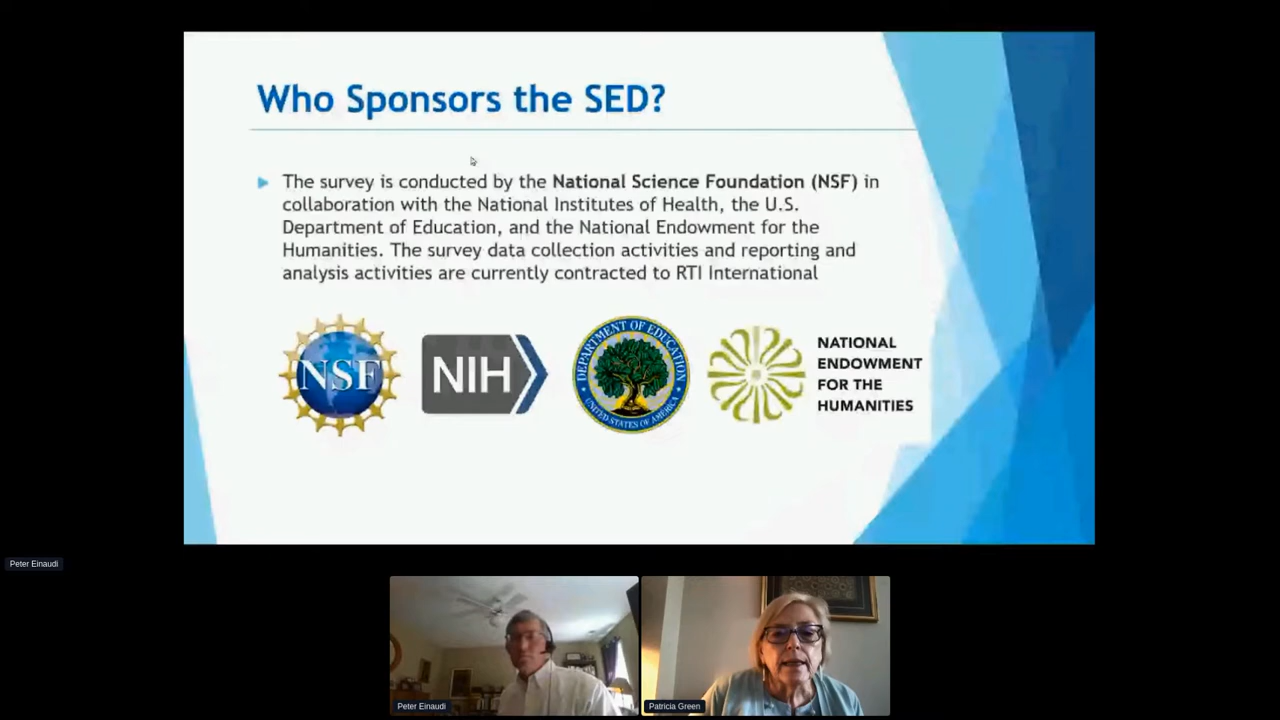 Who Sponsors the SED?
The survey is conducted by the National Science Foundation (NSF) in
collaboration with the National Institutes of Health, the U.S.
Department of Education, and the National Endowment for the
Humanities. The survey data collection activities and reporting and
analysis activities are currently contracted to RTI International
NSF
NIH
DEPARTMENT OF EDUCATION
UNITED STATES OF AMERICA
NATIONAL
ENDOWMENT
FOR THE
HUMANITIES
Peter Einaudi
Peter Einaudi
Patricia Green